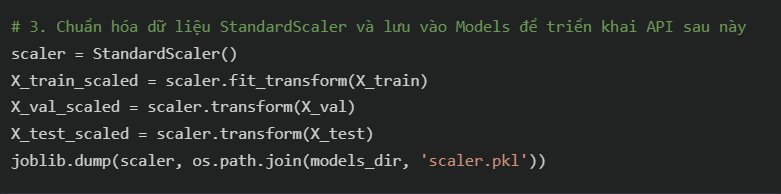 # 3. Chuẩn hóa dữ liệu StandardScaler và lưu vào Models để triển khai API sau này
scaler = StandardScaler()
X_train_scaled = scaler.fit_transform(X_train)
X_val_scaled = scaler.transform(X_val)
X_test_scaled = scaler.transform(X_test)
joblib.dump(scaler, os.path.join(models_dir, 'scaler.pkl'))